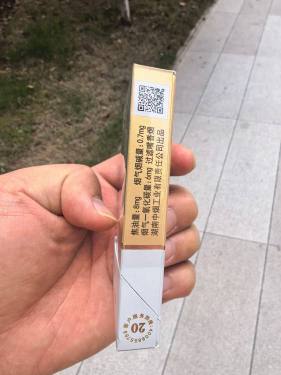 焦油量:8mg 烟气烟碱量:0.7mg
烟气一氧化碳量:6mg 过滤嘴香烟
湖南中烟工业有限责任公司出品
20